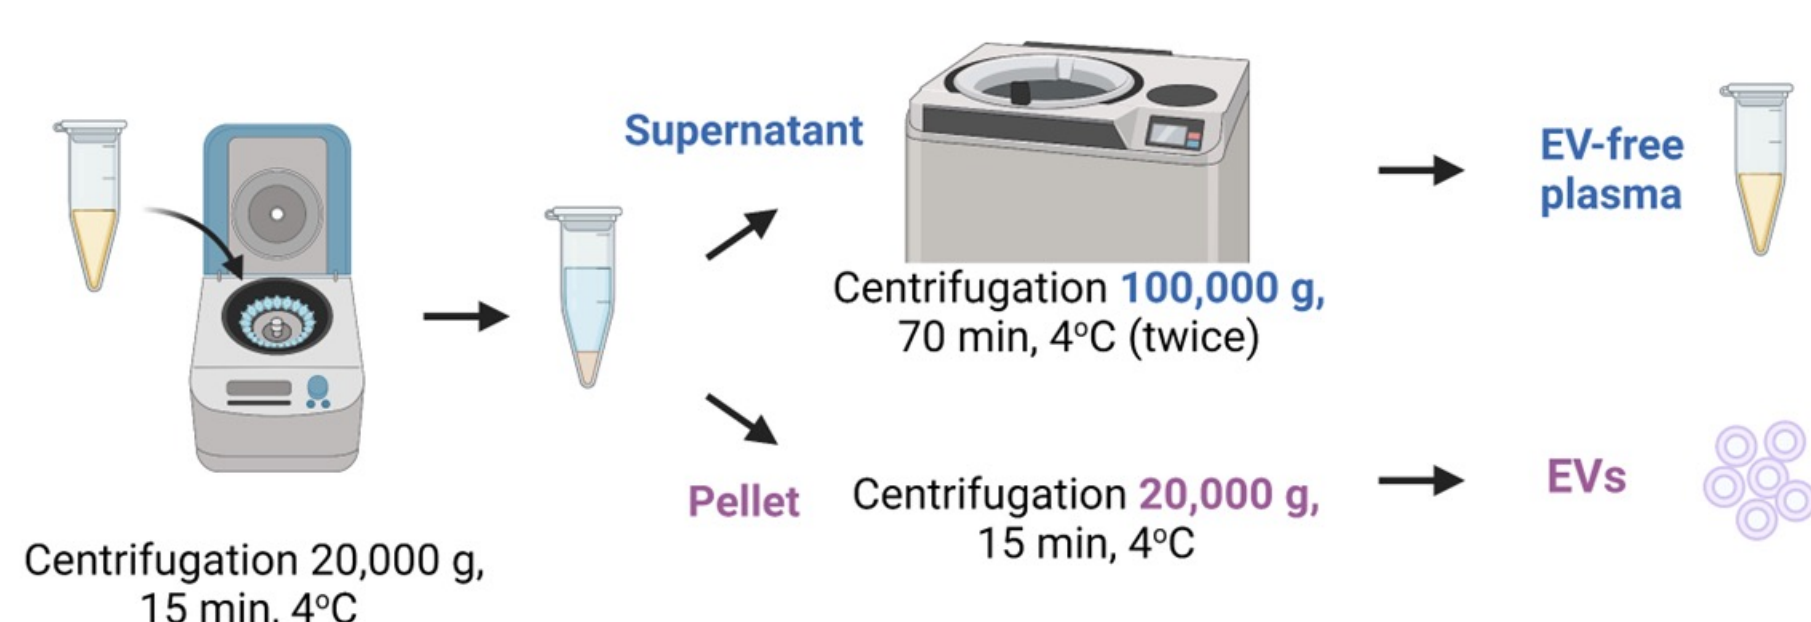 Supernatant
EV-free
plasma
Centrifugation 100,000 g,
70 min, 4°C (twice)
Pellet
Centrifugation 20,000 g,
15 min, 4°C
EVs
Centrifugation 20,000 g,
15 min, 4°C